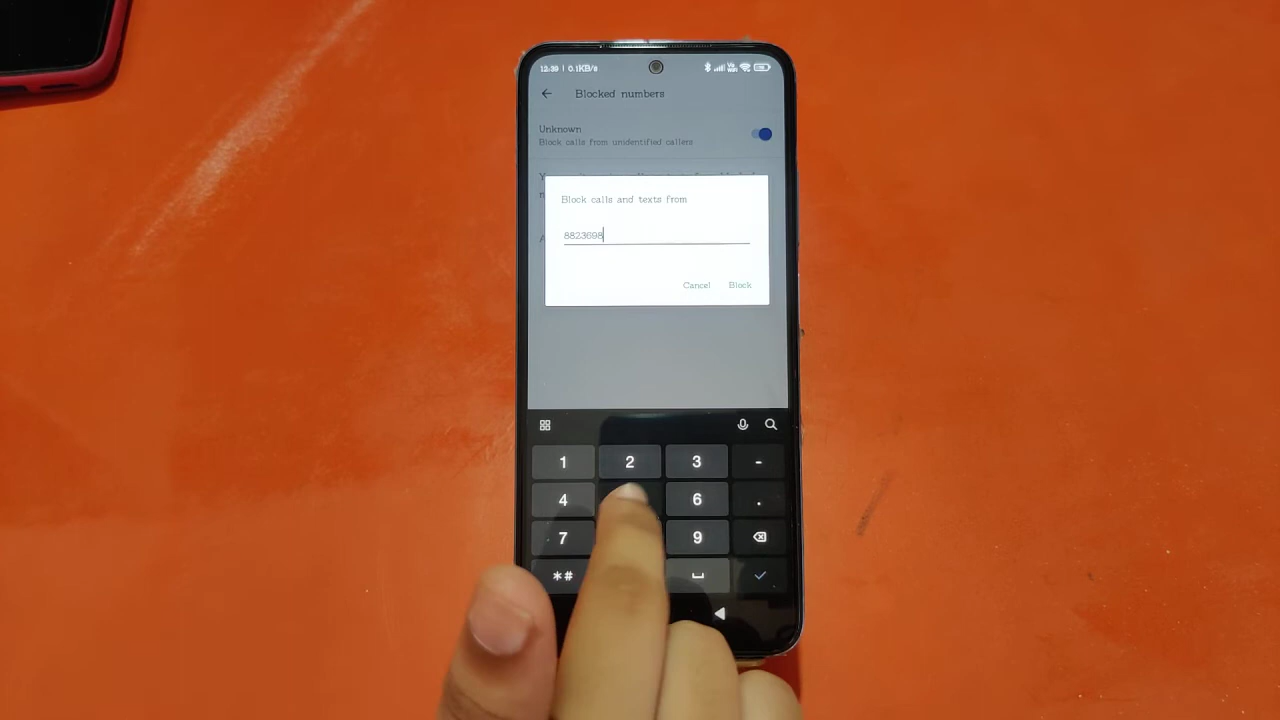 12:39 | 0.1KB/s
Blocked numbers
Unknown
Block calls from unidentified callers
Block calls and texts from
8823698
Cancel Block
1 2 3 -
4 6 .
7 9
*#